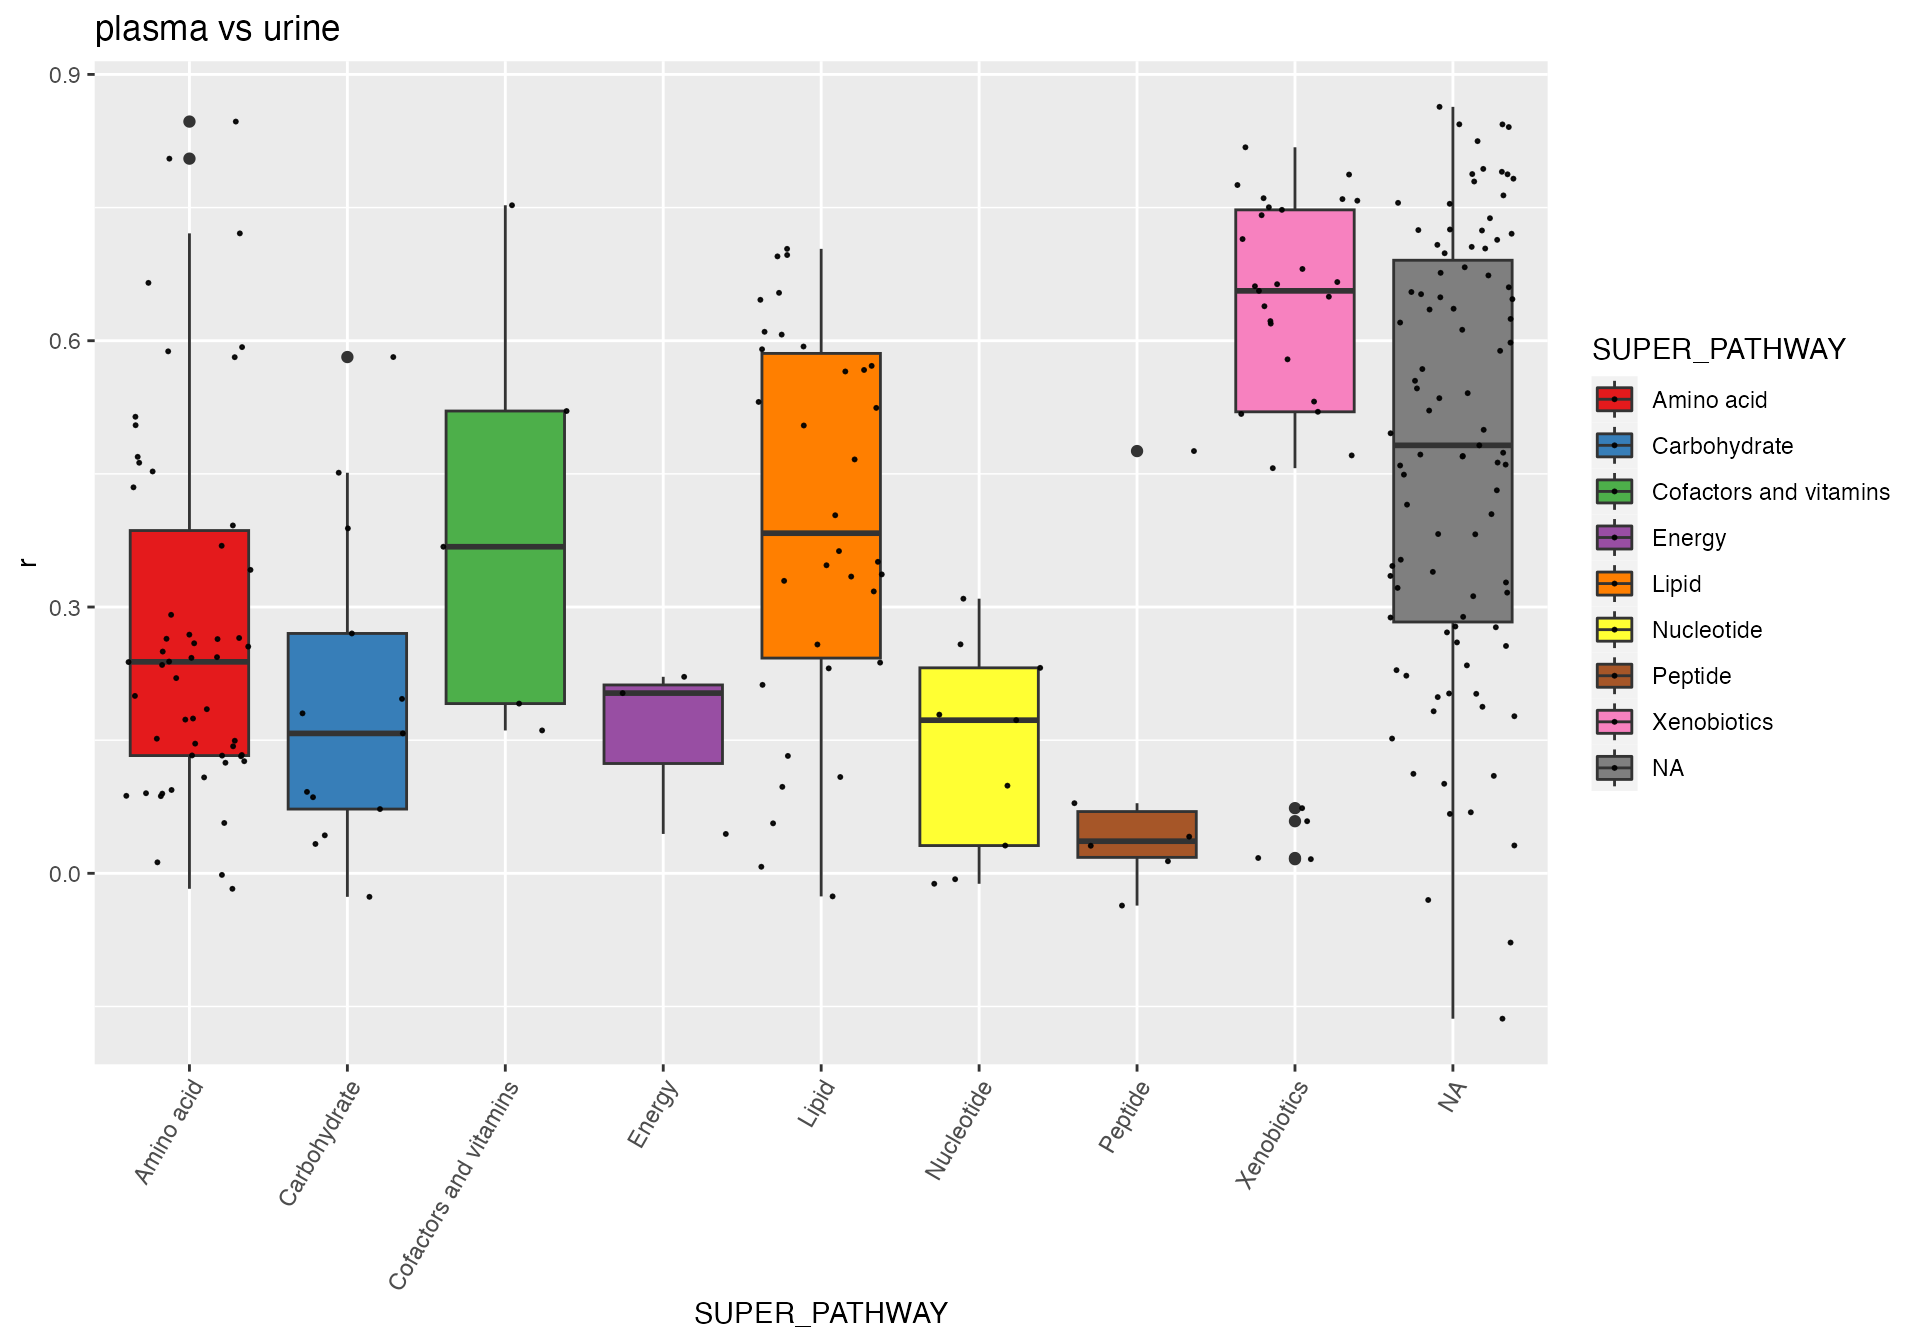 plasma vs urine
0.9
0.6
0.3
0.0
r
Amino acid
Carbohydrate
Cofactors and vitamins
Energy
Lipid
Nucleotide
Peptide
Xenobiotics
NA
SUPER_PATHWAY
SUPER_PATHWAY
Amino acid
Carbohydrate
Cofactors and vitamins
Energy
Lipid
Nucleotide
Peptide
Xenobiotics
NA